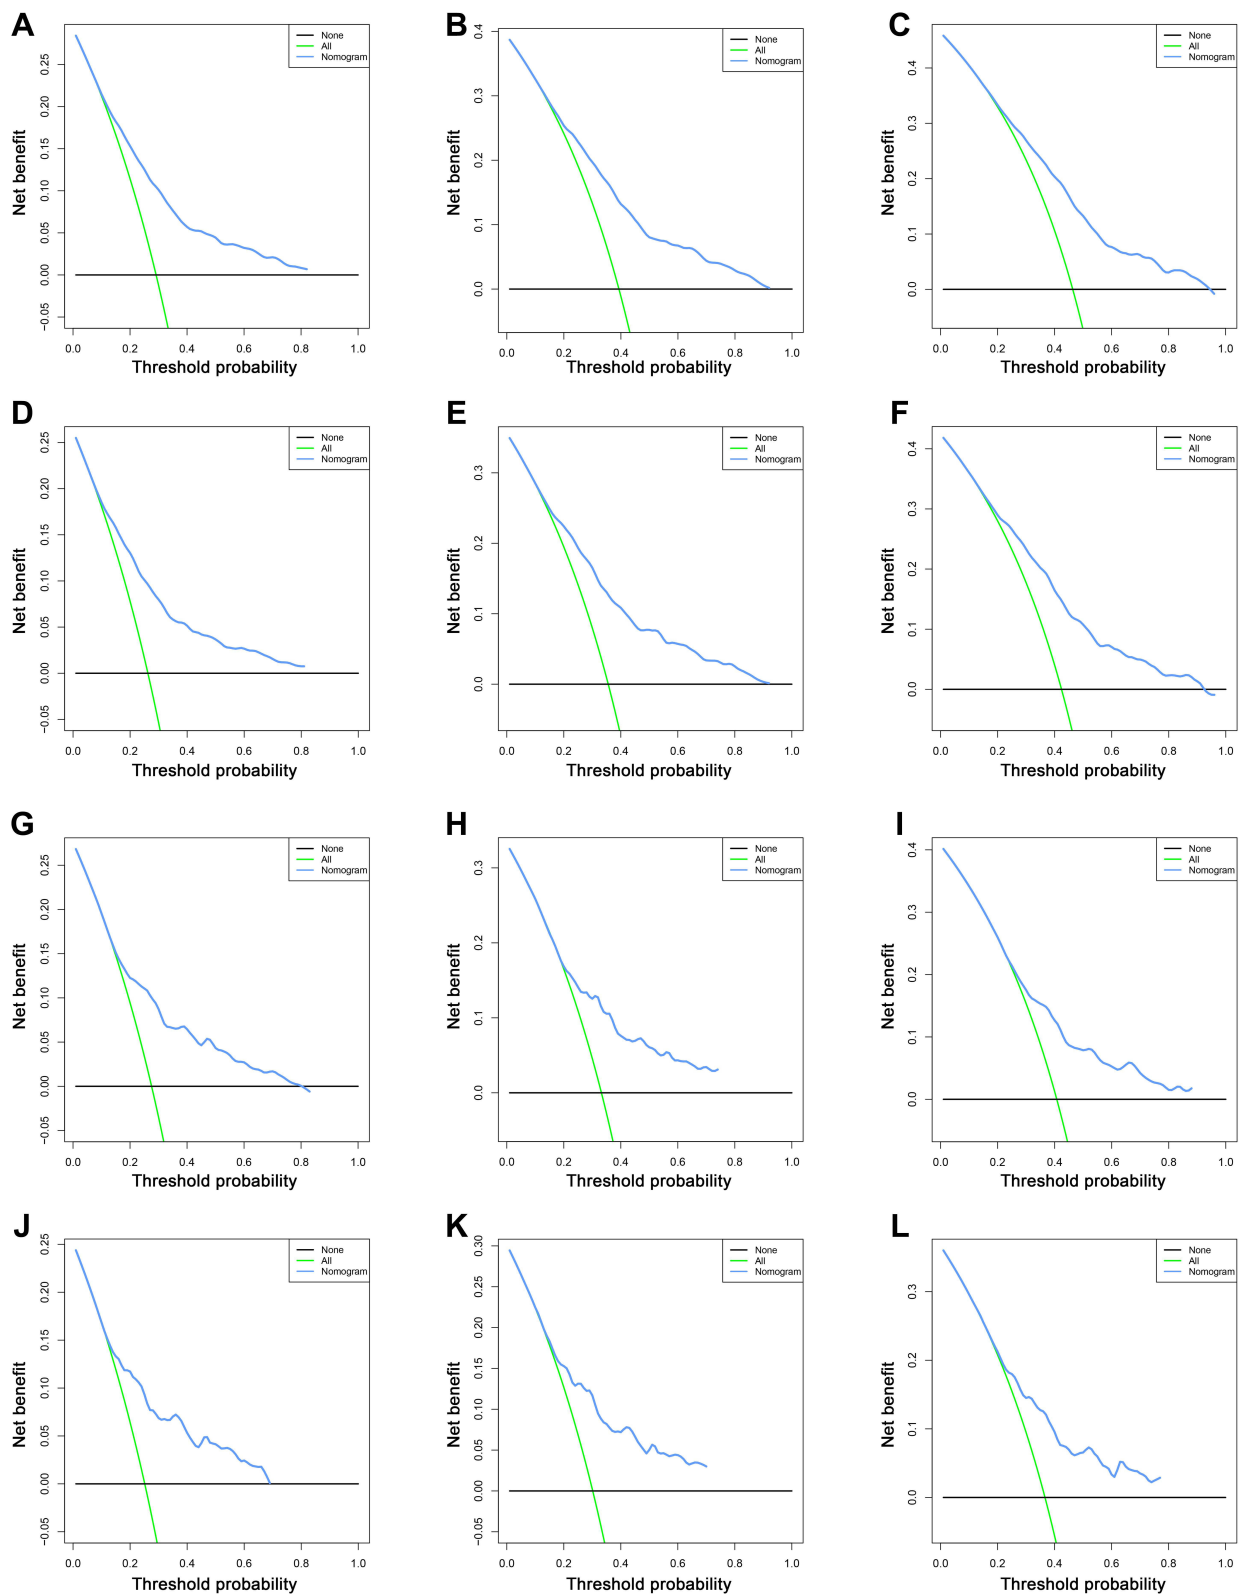 A
None
All
Nomogram
Net benefit
−0.05 0.00 0.05 0.10 0.15 0.20 0.25
0.0 0.2 0.4 0.6 0.8 1.0
Threshold probability
B
None
All
Nomogram
Net benefit
0.0 0.1 0.2 0.3 0.4
0.0 0.2 0.4 0.6 0.8 1.0
Threshold probability
C
None
All
Nomogram
Net benefit
0.0 0.1 0.2 0.3 0.4
0.0 0.2 0.4 0.6 0.8 1.0
Threshold probability
D
None
All
Nomogram
Net benefit
−0.05 0.00 0.05 0.10 0.15 0.20 0.25
0.0 0.2 0.4 0.6 0.8 1.0
Threshold probability
E
None
All
Nomogram
Net benefit
0.0 0.1 0.2 0.3
0.0 0.2 0.4 0.6 0.8 1.0
Threshold probability
F
None
All
Nomogram
Net benefit
0.0 0.1 0.2 0.3 0.4
0.0 0.2 0.4 0.6 0.8 1.0
Threshold probability
G
None
All
Nomogram
Net benefit
−0.05 0.00 0.05 0.10 0.15 0.20 0.25
0.0 0.2 0.4 0.6 0.8 1.0
Threshold probability
H
None
All
Nomogram
Net benefit
0.0 0.1 0.2 0.3
0.0 0.2 0.4 0.6 0.8 1.0
Threshold probability
I
None
All
Nomogram
Net benefit
0.0 0.1 0.2 0.3 0.4
0.0 0.2 0.4 0.6 0.8 1.0
Threshold probability
J
None
All
Nomogram
Net benefit
−0.05 0.00 0.05 0.10 0.15 0.20 0.25
0.0 0.2 0.4 0.6 0.8 1.0
Threshold probability
K
None
All
Nomogram
Net benefit
−0.05 0.00 0.05 0.10 0.15 0.20 0.25 0.30
0.0 0.2 0.4 0.6 0.8 1.0
Threshold probability
L
None
All
Nomogram
Net benefit
0.0 0.1 0.2 0.3
0.0 0.2 0.4 0.6 0.8 1.0
Threshold probability